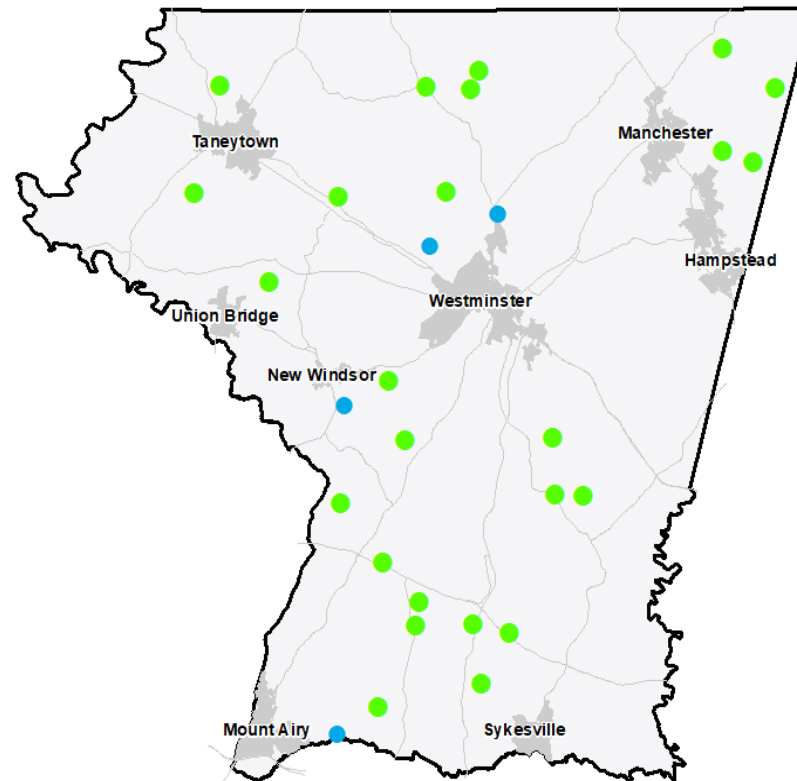 Manchester
Taneytown
Hampstead
Westminster
Union Bridge
New Windsor
Mount Airy
Sykesville